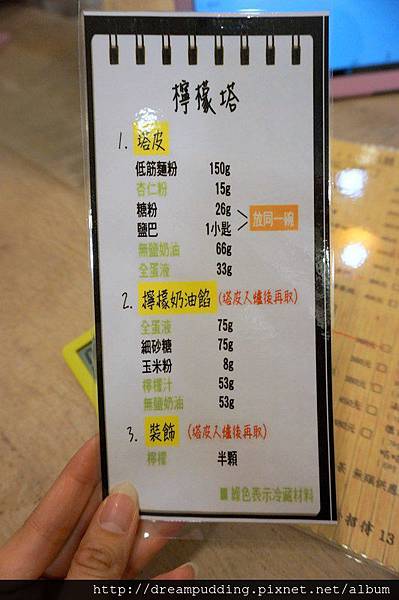 檸檬塔
1. 塔皮
低筋麵粉 150g
杏仁粉 15g
糖粉 26g
鹽巴 1小匙
放同一碗
無鹽奶油 66g
全蛋液 33g
2. 檸檬奶油餡 (塔皮入爐後再取)
全蛋液 75g
細砂糖 75g
玉米粉 8g
檸檬汁 53g
無鹽奶油 53g
3. 裝飾 (塔皮入爐後再取)
檸檬 半顆
■ 綠色表示冷藏材料
http://dreampudding.pixnet.net/album